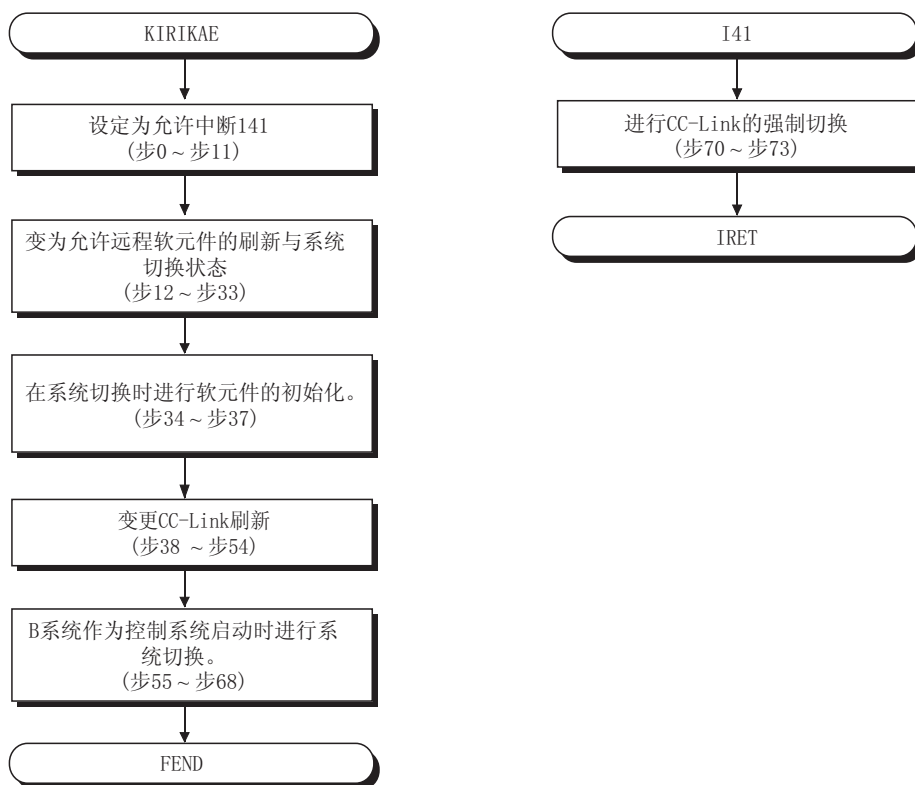 KIRIKAE
设定为允许中断141
(步0～步11)
变为允许远程软元件的刷新与系统
切换状态
(步12～步33)
在系统切换时进行软元件的初始化。
(步34～步37)
变更CC-Link刷新
(步38 ～步54)
B系统作为控制系统启动时进行系
统切换。
(步55～步68)
FEND
I41
进行CC-Link的强制切换
(步70～步73)
IRET